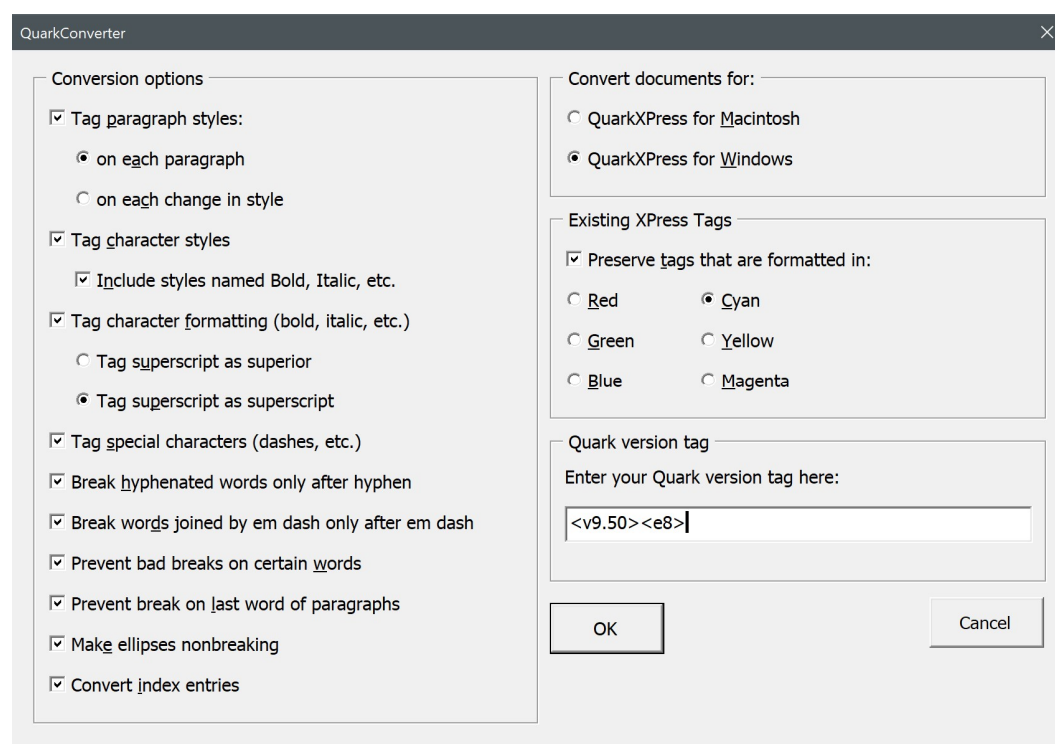 QuarkConverter
Conversion options
Tag paragraph styles:
on each paragraph
on each change in style
Tag character styles
Include styles named Bold, Italic, etc.
Tag character formatting (bold, italic, etc.)
Tag superscript as superior
Tag superscript as superscript
Tag special characters (dashes, etc.)
Break hyphenated words only after hyphen
Break words joined by em dash only after em dash
Prevent bad breaks on certain words
Prevent break on last word of paragraphs
Make ellipses nonbreaking
Convert index entries
Convert documents for:
QuarkXPress for Macintosh
QuarkXPress for Windows
Existing XPress Tags
Preserve tags that are formatted in:
Red
Cyan
Green
Yellow
Blue
Magenta
Quark version tag
Enter your Quark version tag here:
<v9.50><e8>
OK
Cancel